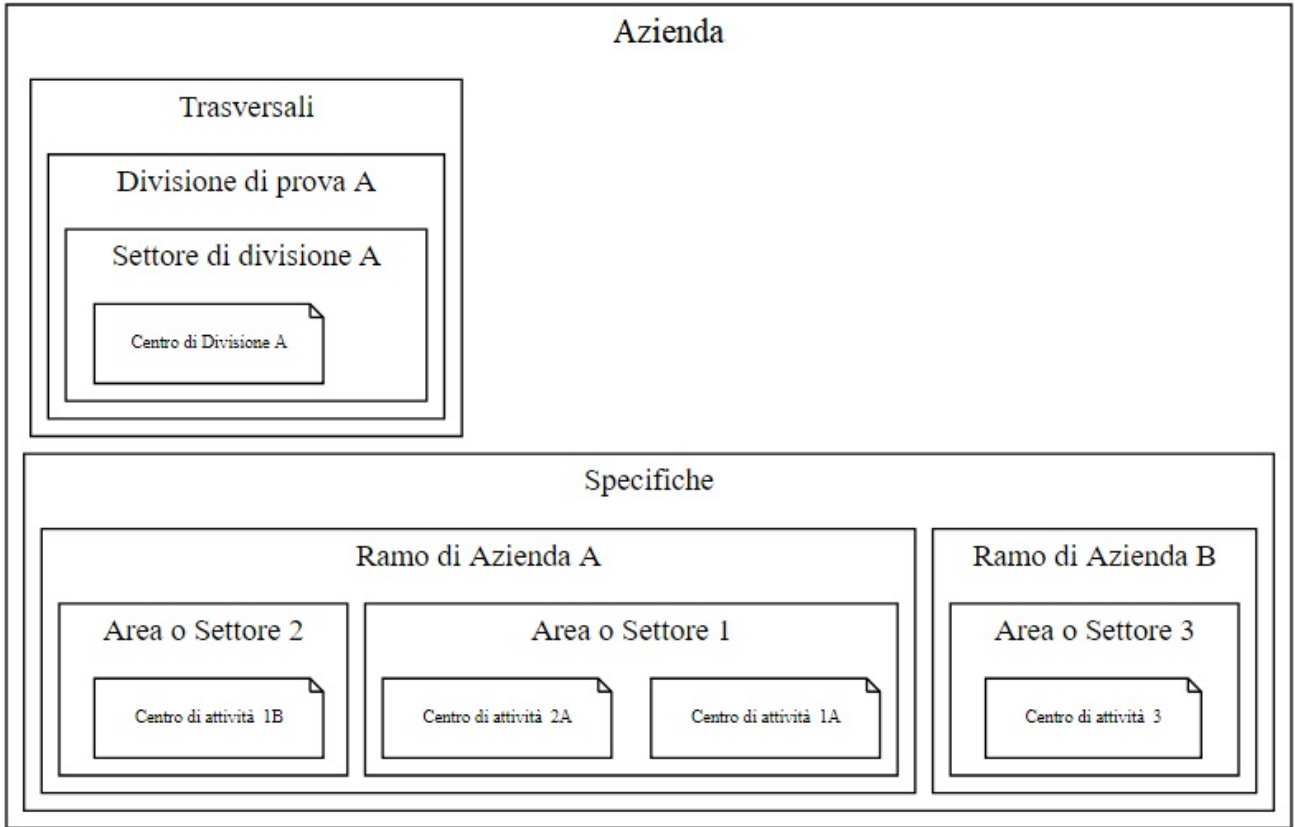 Azienda
Trasversali
Divisione di prova A
Settore di divisione A
Centro di Divisione A
Specifiche
Ramo di Azienda A
Area o Settore 2
Centro di attività 1B
Area o Settore 1
Centro di attività 2A
Centro di attività 1A
Ramo di Azienda B
Area o Settore 3
Centro di attività 3